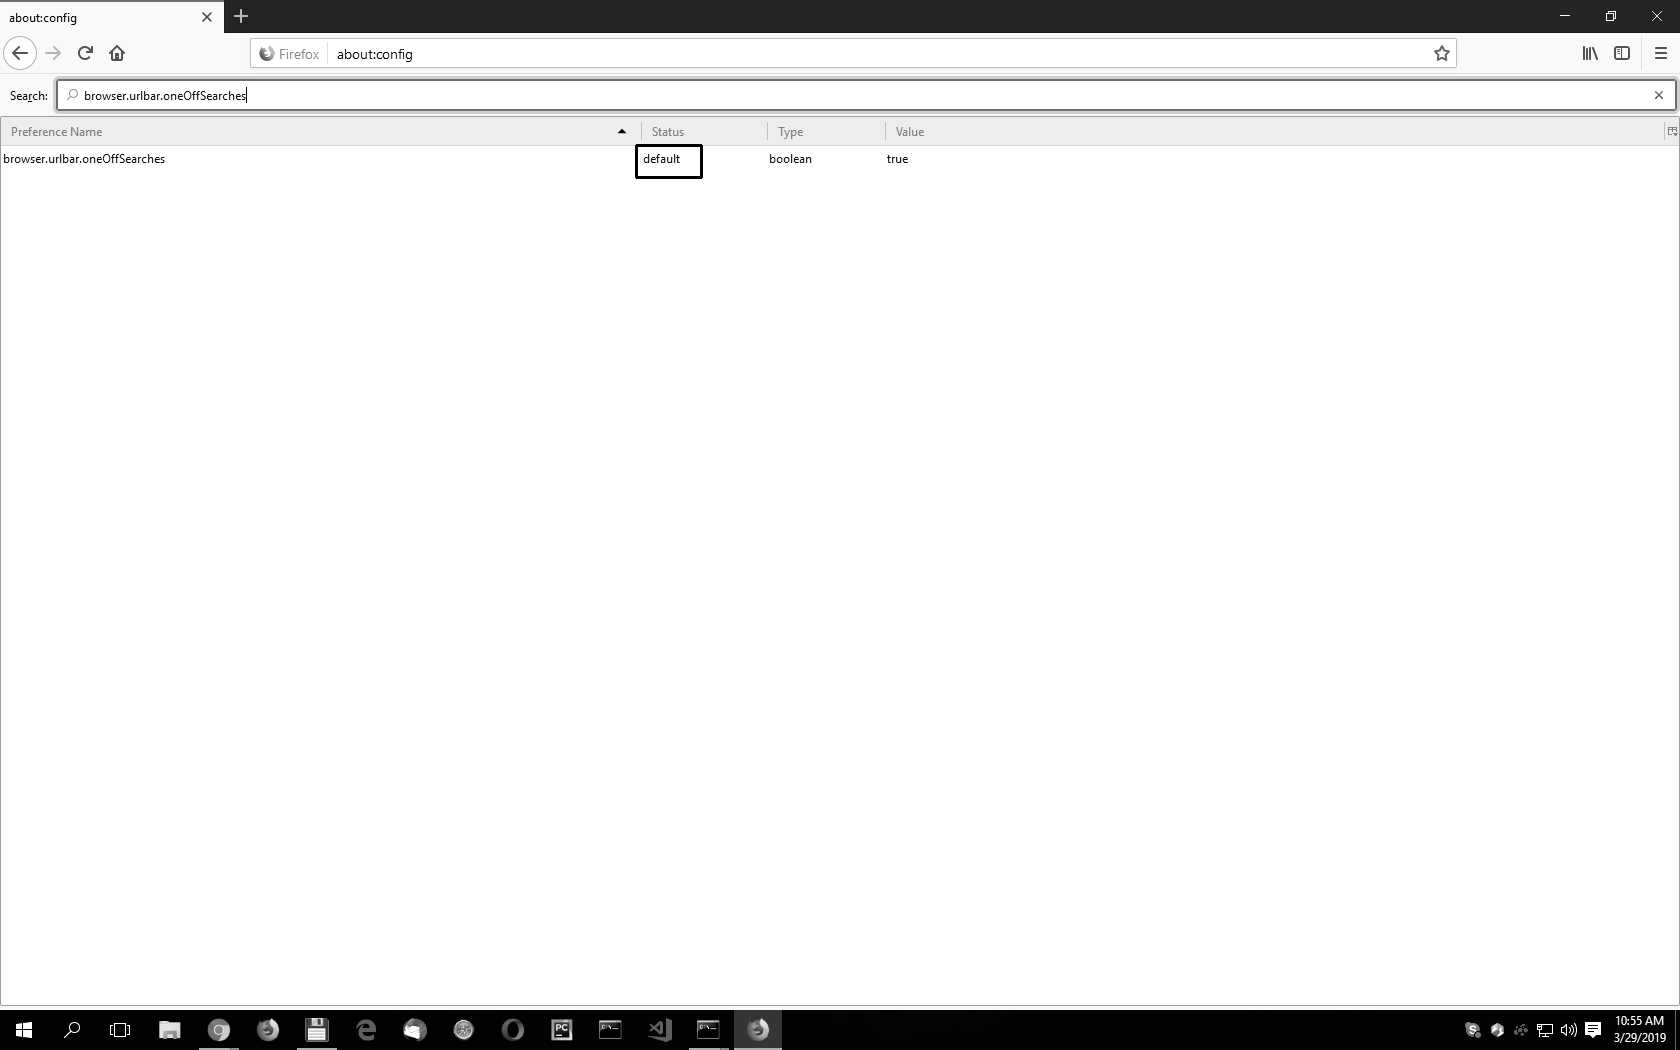 about:config
Firefox about:config
Search: browser.urlbar.oneOffSearches
Preference Name Status Type Value
browser.urlbar.oneOffSearches default boolean true
PC
10:55 AM
3/29/2019